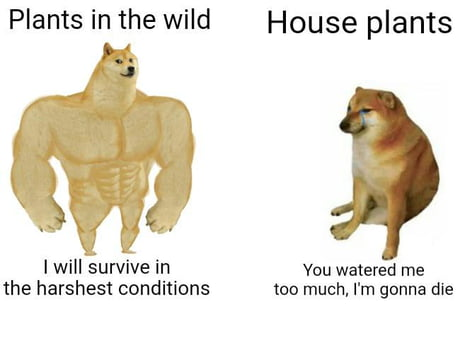 Plants in the wild
House plants
I will survive in
the harshest conditions
You watered me
too much, I'm gonna die